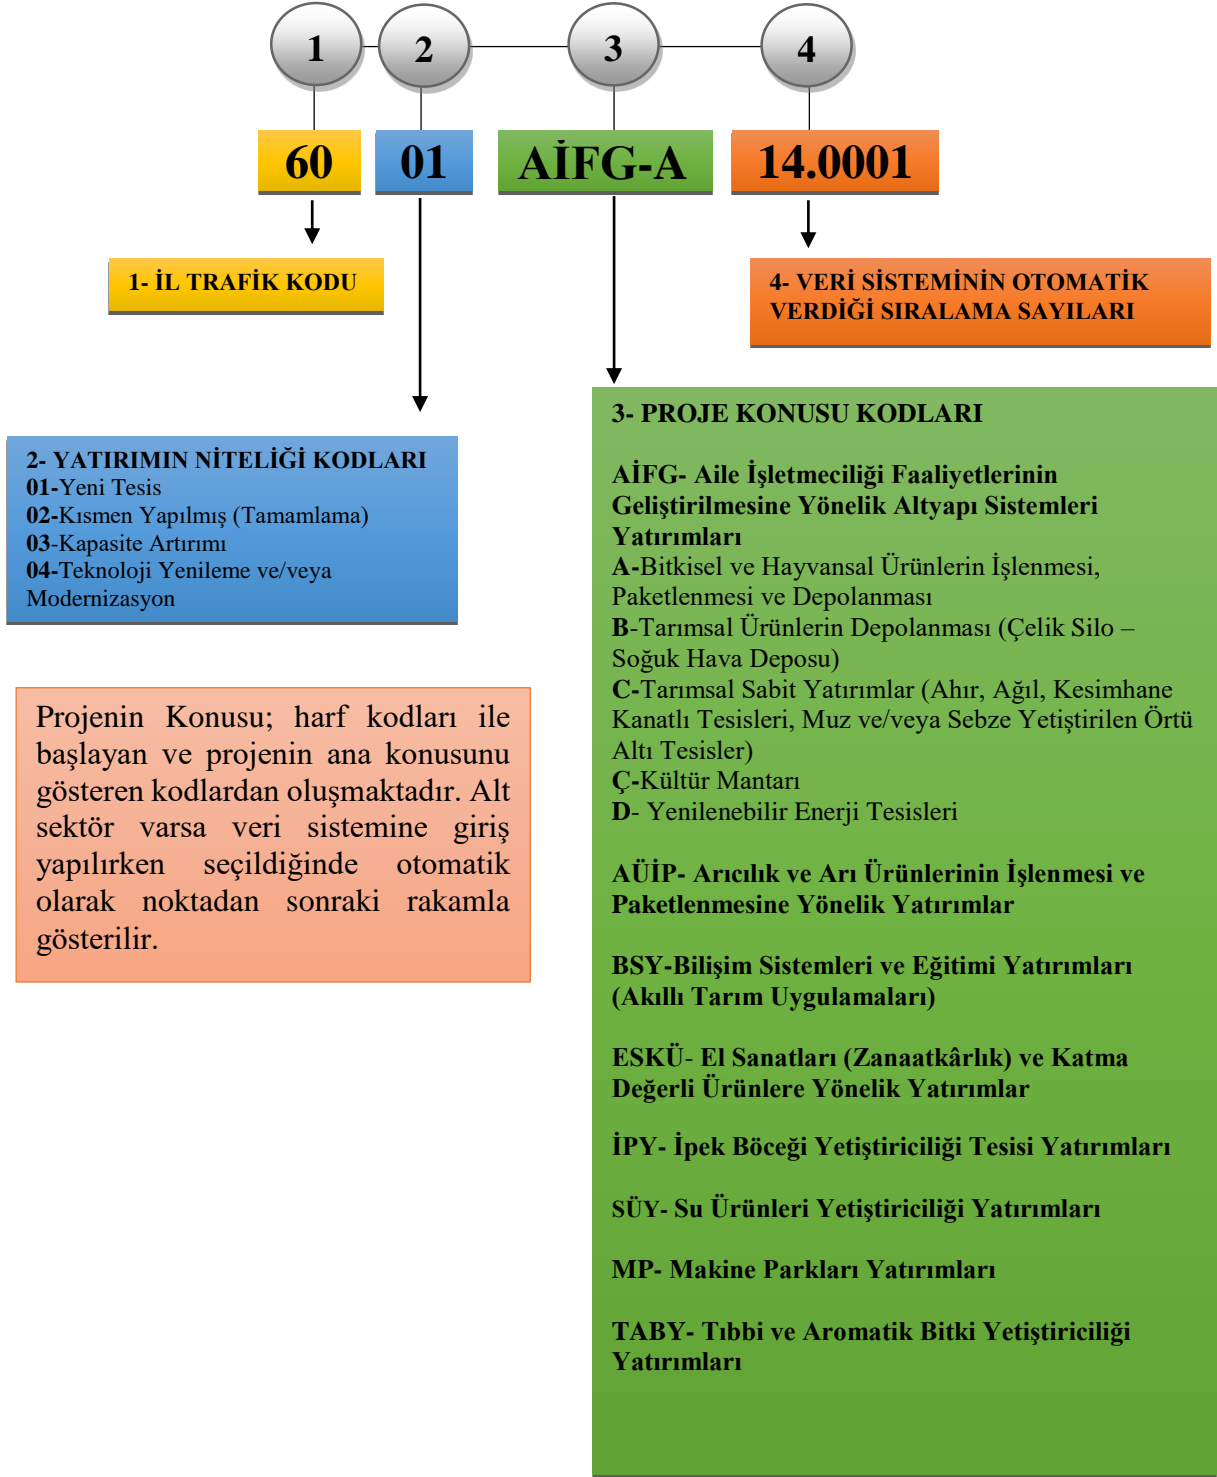 1 2 3 4
60 01 AİFG-A 14.0001
1- İL TRAFİK KODU
4- VERİ SİSTEMİNİN OTOMATİK
VERDİĞİ SIRALAMA SAYILARI
2- YATIRIMIN NİTELİĞİ KODLARI
01-Yeni Tesis
02-Kısmen Yapılmış (Tamamlama)
03-Kapasite Artırımı
04-Teknoloji Yenileme ve/veya
Modernizasyon
Projenin Konusu; harf kodları ile
başlayan ve projenin ana konusunu
gösteren kodlardan oluşmaktadır. Alt
sektör varsa veri sistemine giriş
yapılırken seçildiğinde otomatik
olarak noktadan sonraki rakamla
gösterilir.
3- PROJE KONUSU KODLARI
AİFG- Aile İşletmeciliği Faaliyetlerinin
Geliştirilmesine Yönelik Altyapı Sistemleri
Yatırımları
A-Bitkisel ve Hayvansal Ürünlerin İşlenmesi,
Paketlenmesi ve Depolanması
B-Tarımsal Ürünlerin Depolanması (Çelik Silo –
Soğuk Hava Deposu)
C-Tarımsal Sabit Yatırımlar (Ahır, Ağıl, Kesimhane
Kanatlı Tesisleri, Muz ve/veya Sebze Yetiştirilen Örtü
Altı Tesisler)
Ç-Kültür Mantarı
D- Yenilenebilir Enerji Tesisleri
AÜİP- Arıcılık ve Arı Ürünlerinin İşlenmesi ve
Paketlenmesine Yönelik Yatırımlar
BSY-Bilişim Sistemleri ve Eğitimi Yatırımları
(Akıllı Tarım Uygulamaları)
ESKÜ- El Sanatları (Zanaatkârlık) ve Katma
Değerli Ürünlere Yönelik Yatırımlar
İPY- İpek Böceği Yetiştiriciliği Tesisi Yatırımları
SÜY- Su Ürünleri Yetiştiriciliği Yatırımları
MP- Makine Parkları Yatırımları
TABY- Tıbbi ve Aromatik Bitki Yetiştiriciliği
Yatırımları